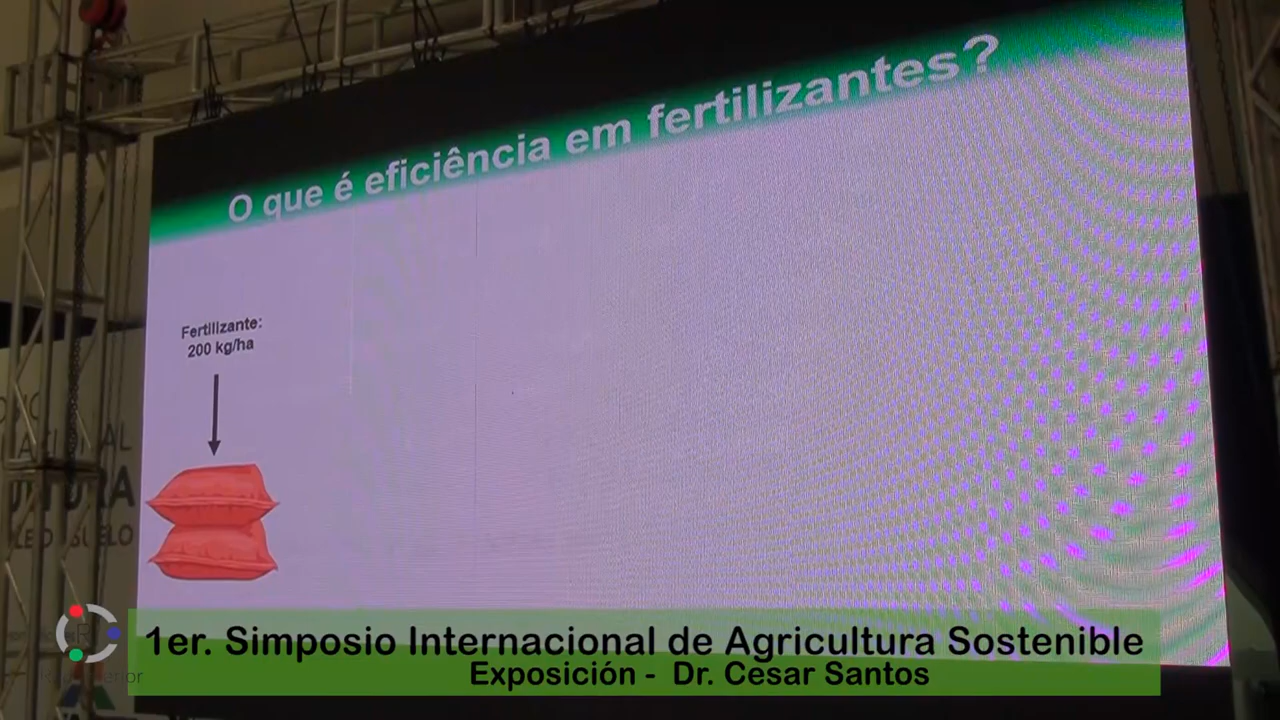 O que é eficiência em fertilizantes?
Fertilizante:
200 kg/ha
1er. Simposio Internacional de Agricultura Sostenible
Exposición - Dr. Cesar Santos